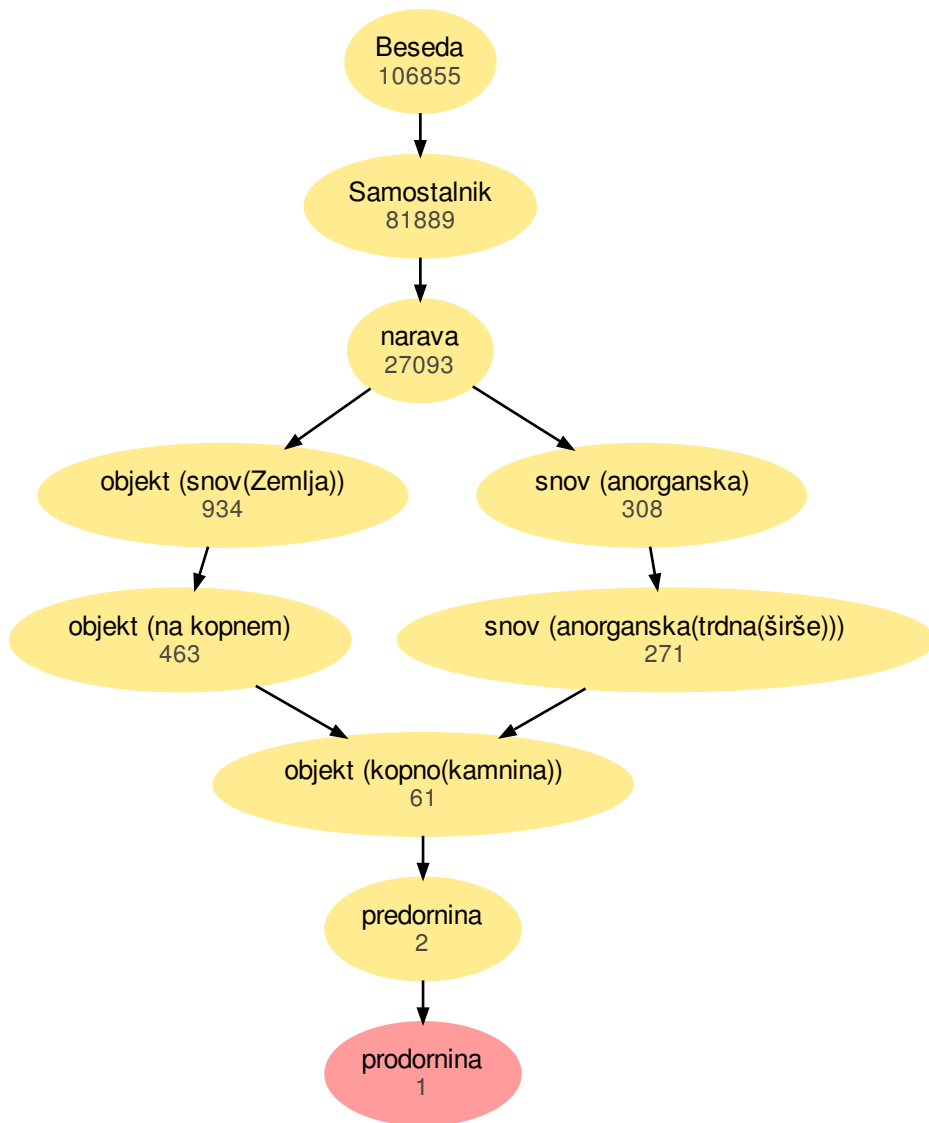 Beseda
106855
Samostalnik
81889
narava
27093
objekt (snov(Zemlja))
934
snov (anorganska)
308
objekt (na kopnem)
463
snov (anorganska(trdna(širše)))
271
objekt (kopno(kamnina))
61
predornina
2
prodornina
1